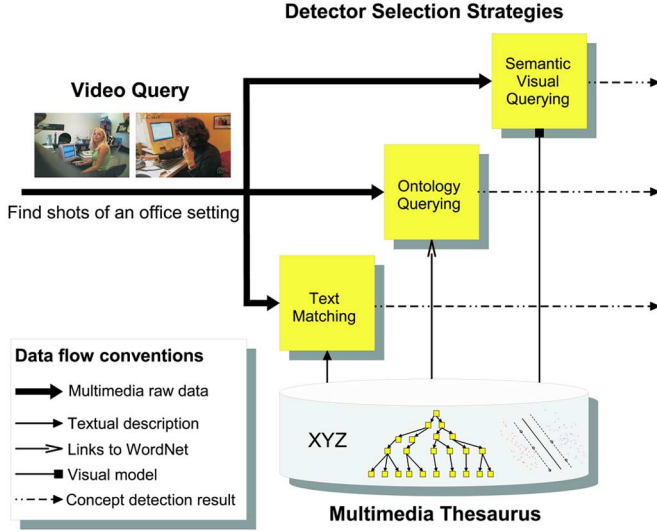 Detector Selection Strategies
Semantic
Visual
Querying
Video Query
Ontology
Querying
Find shots of an office setting
Text
Matching
Data flow conventions
Multimedia raw data
Textual description
Links to WordNet
Visual model
Concept detection result
XYZ
Multimedia Thesaurus